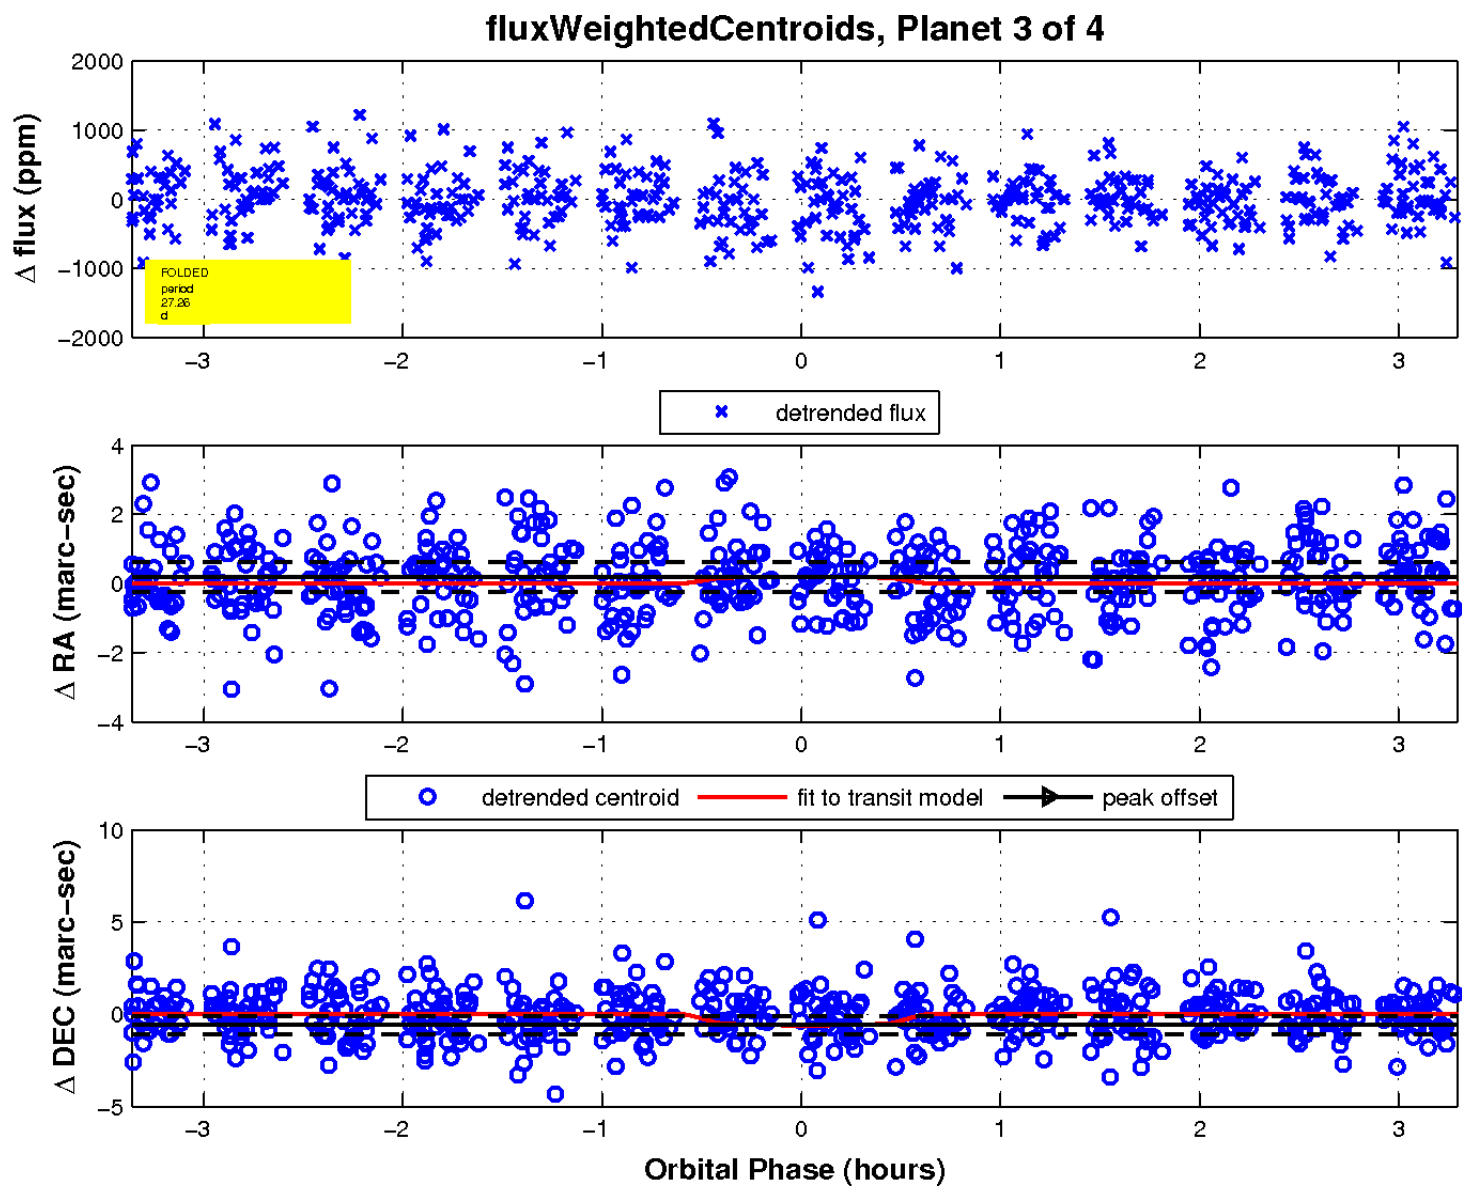 fluxWeightedCentroids, Planet 3 of 4
Δ flux (ppm)
2000
1000
0
−1000
−2000
FOLDED
period
27.26
d
−3 −2 −1 0 1 2 3
detrended flux
Δ RA (marc−sec)
4
2
0
−2
−4
−3 −2 −1 0 1 2 3
detrended centroid fit to transit model peak offset
Δ DEC (marc−sec)
10
5
0
−5
−3 −2 −1 0 1 2 3
Orbital Phase (hours)